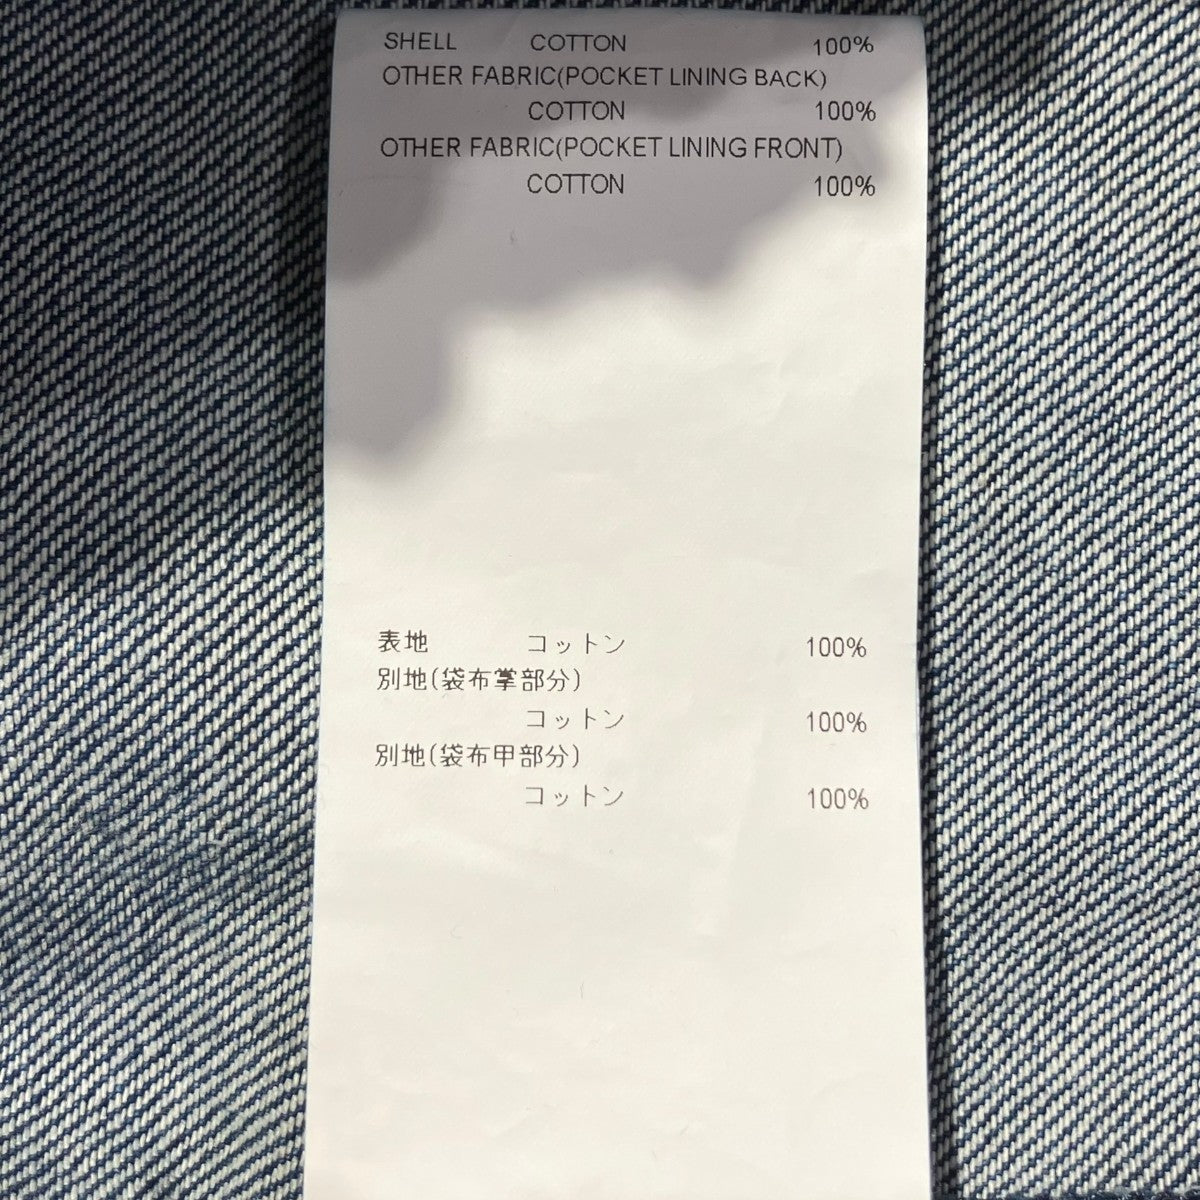 SHELL COTTON 100%
OTHER FABRIC(POCKET LINING BACK)
COTTON 100%
OTHER FABRIC(POCKET LINING FRONT)
COTTON 100%
表地 コットン 100%
別地(袋布掌部分)
コットン 100%
別地(袋布甲部分)
コットン 100%